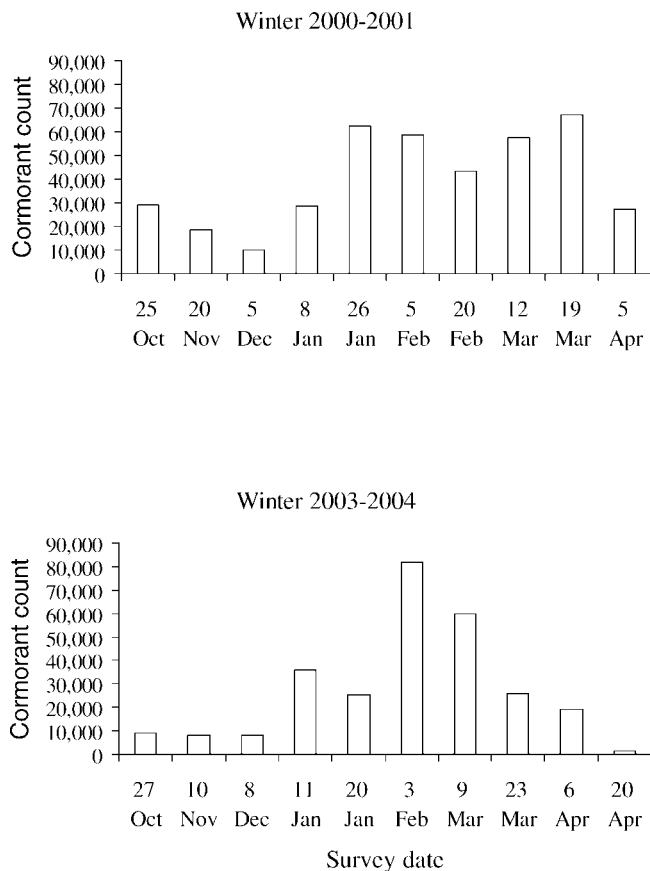 Winter 2000-2001
Cormorant count
90,000
80,000
70,000
60,000
50,000
40,000
30,000
20,000
10,000
0
25 20 5 8 26 5 20 12 19 5
Oct Nov Dec Jan Jan Feb Feb Mar Mar Apr
Winter 2003-2004
Cormorant count
90,000
80,000
70,000
60,000
50,000
40,000
30,000
20,000
10,000
0
27 10 8 11 20 3 9 23 6 20
Oct Nov Dec Jan Jan Feb Mar Mar Apr Apr
Survey date